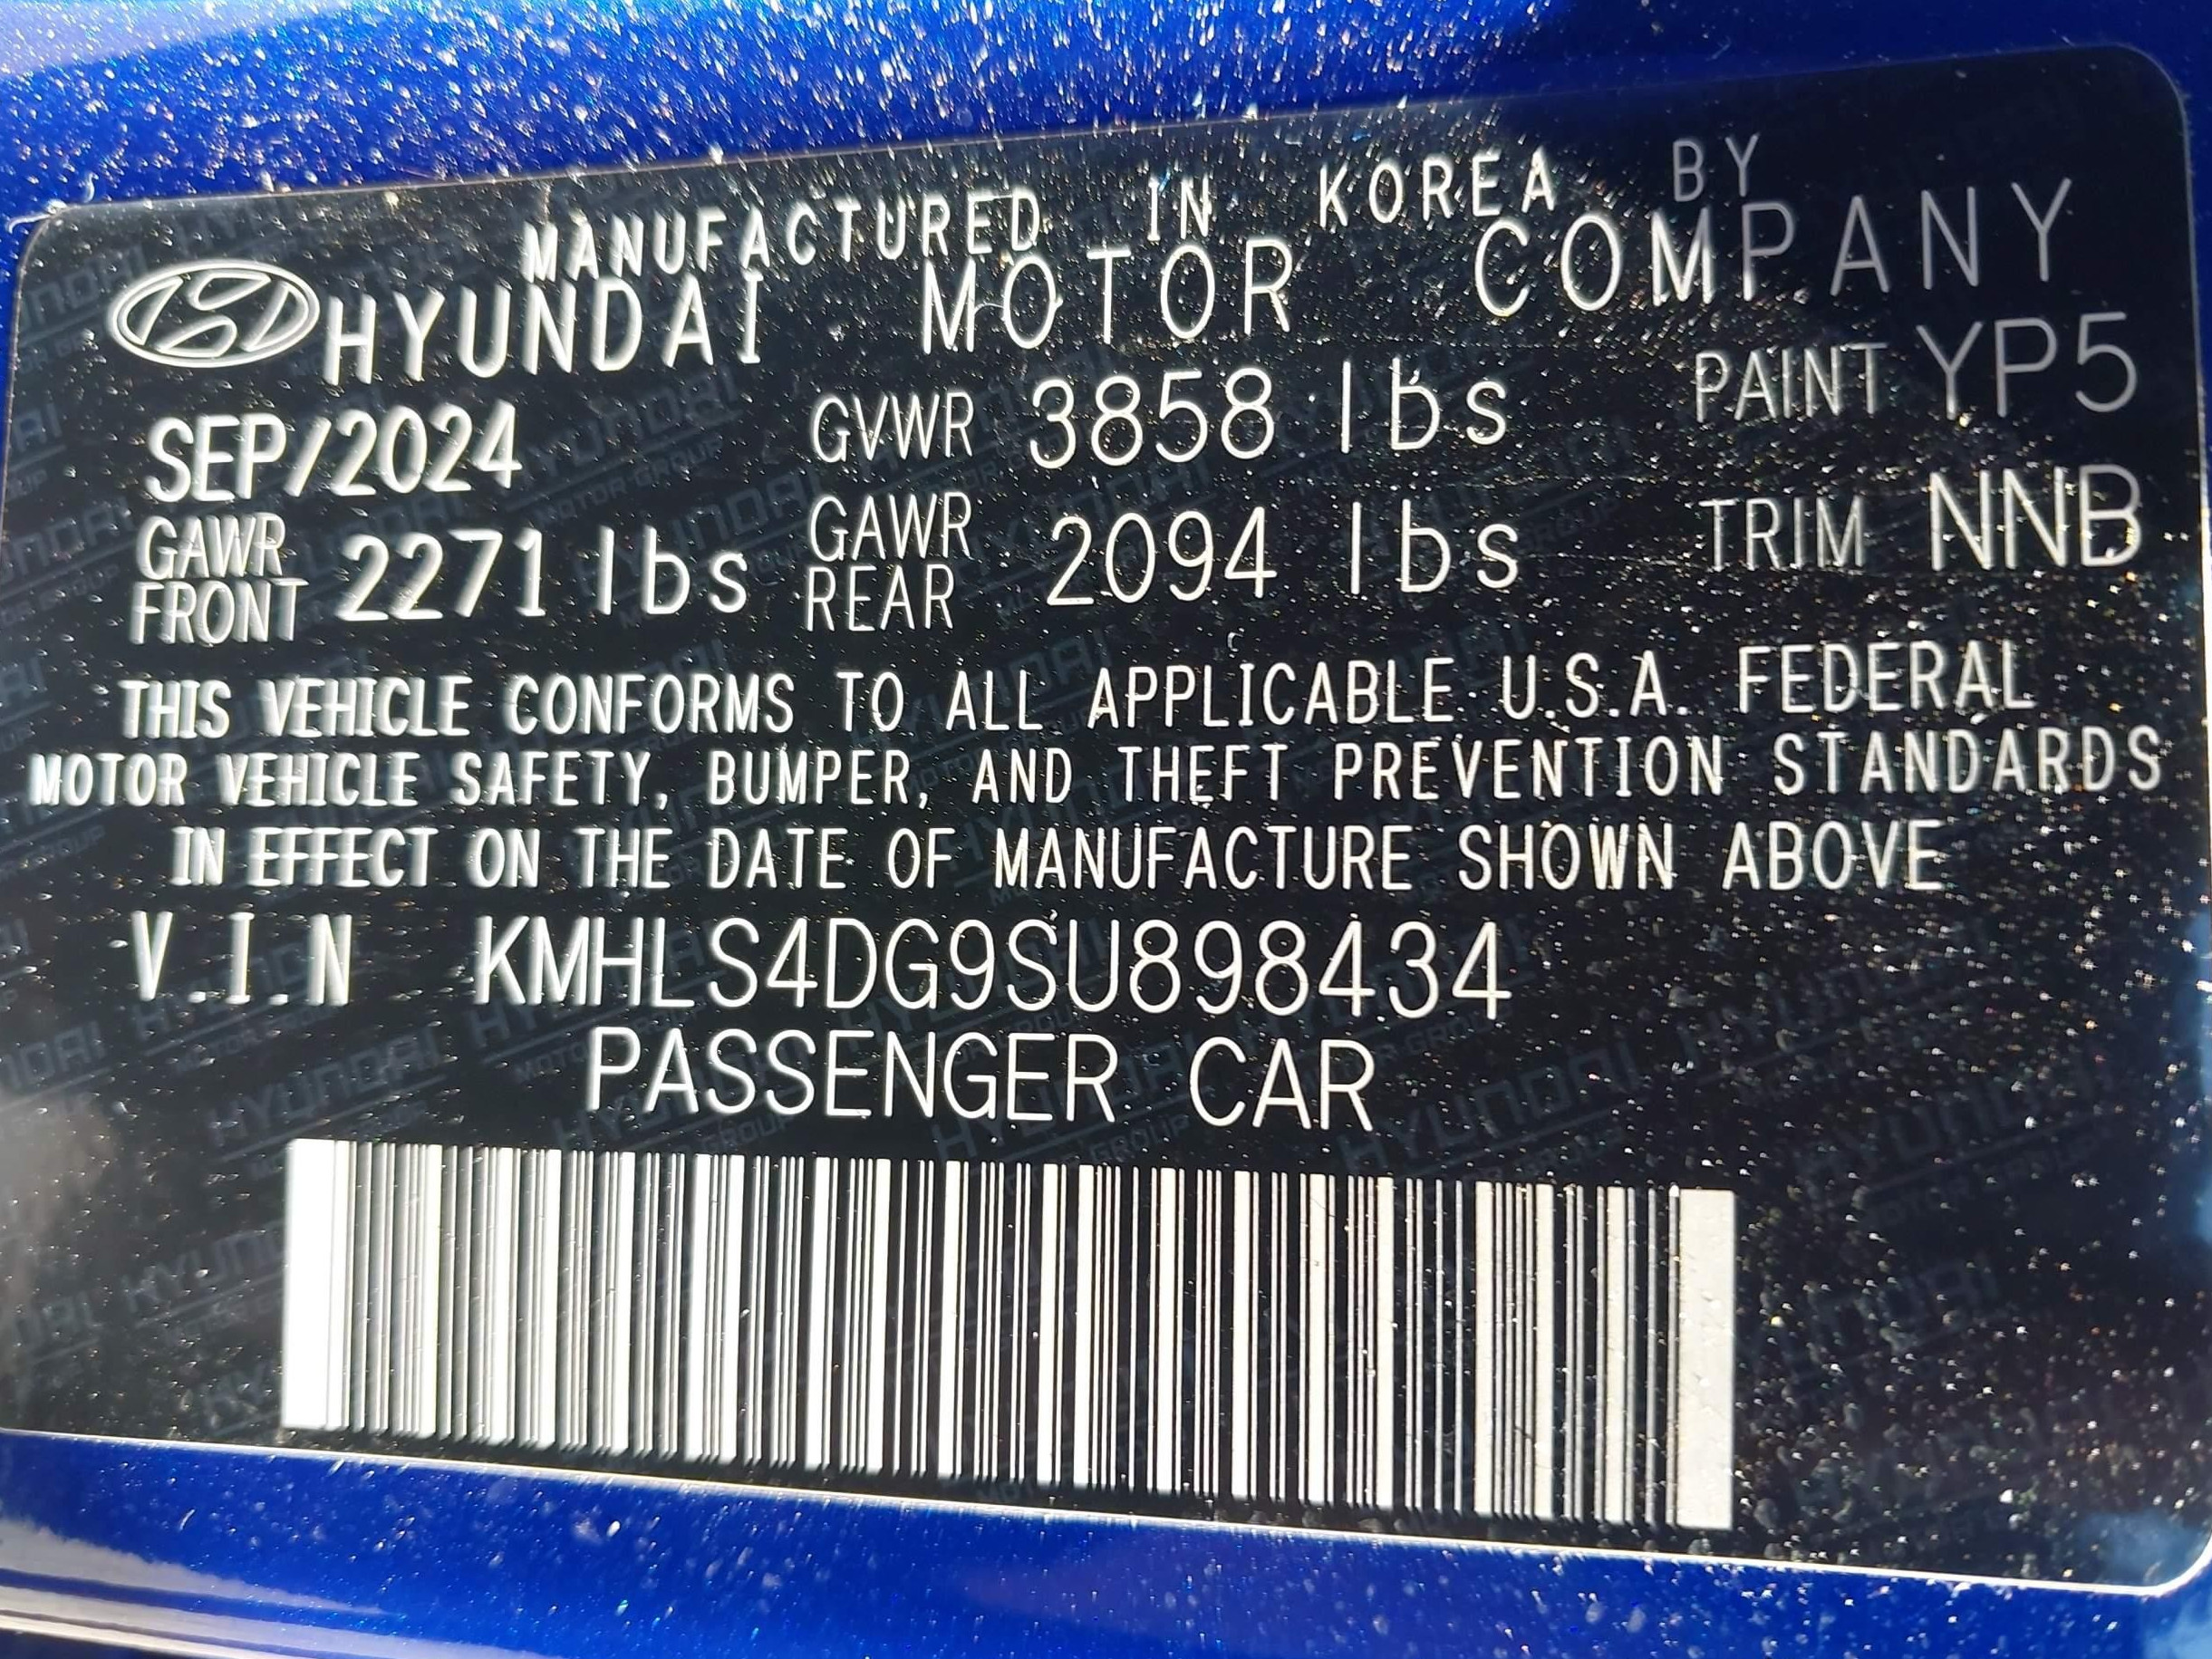 MANUFACTURED IN KOREA BY
HYUNDAI MOTOR COMPANY
SEP/2024 GVWR 3858 lbs PAINT YP5
GAWR FRONT 2271 lbs GAWR REAR 2094 lbs TRIM NNB
THIS VEHICLE CONFORMS TO ALL APPLICABLE U.S.A. FEDERAL
MOTOR VEHICLE SAFETY, BUMPER, AND THEFT PREVENTION STANDARDS
IN EFFECT ON THE DATE OF MANUFACTURE SHOWN ABOVE
V.I.N KMHLS4DG9SU898434
PASSENGER CAR